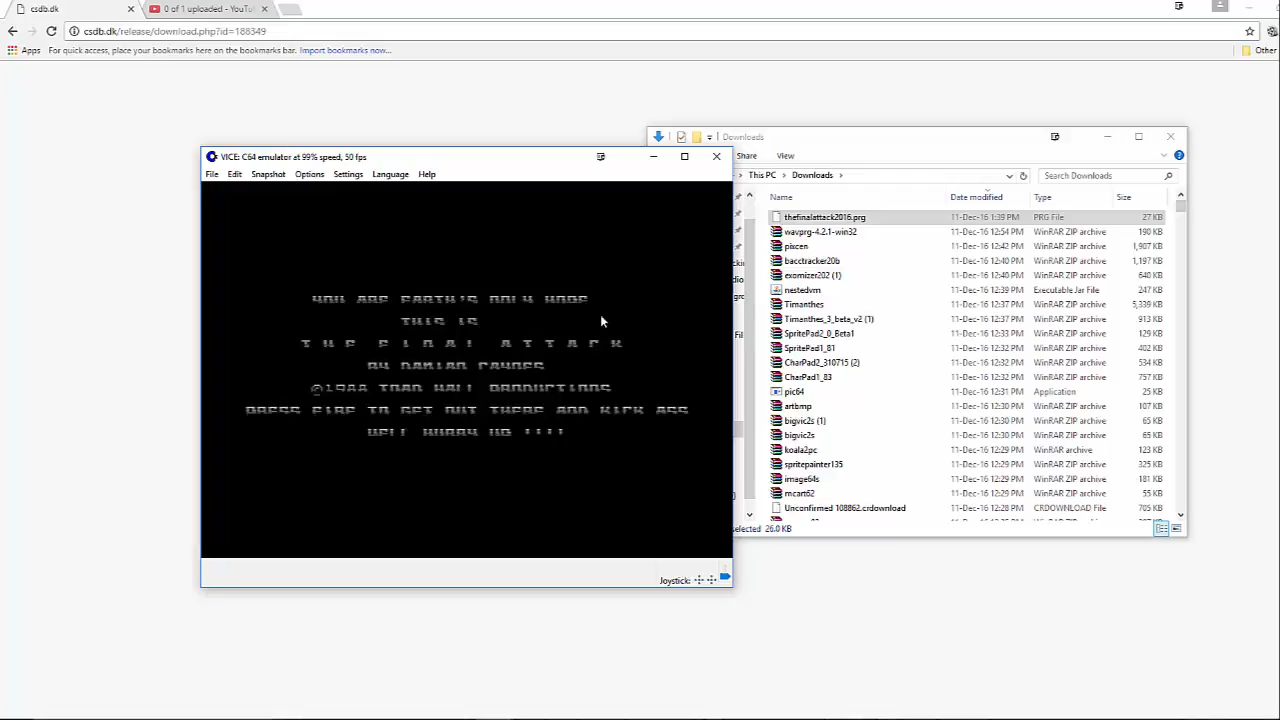 csdb.dk
0 of 1 uploaded - YouTu
csdb.dk/release/download.php?id=188349
Apps For quick access, place your bookmarks here on the bookmarks bar. Import bookmarks now... Other
Downloads
VICE: C64 emulator at 99% speed, 50 fps
File Edit Snapshot Options Settings Language Help
YOU ARE EARTH'S ONLY HOPE
THIS IS
T H E F I N A L A T T A C K
BY DAMIAN CAYNES
©1988 TOAD HALL PRODUCTIONS
PRESS FIRE TO GET OUT THERE AND KICK ASS
WELL HURRY UP !!!!
Joystick:
Share View
This PC Downloads Search Downloads
Name Date modified Type Size
thefinalattack2016.prg 11-Dec-16 1:39 PM PRG File 27 KB
wavprg-4.2.1-win32 11-Dec-16 12:54 PM WinRAR ZIP archive 190 KB
pixcen 11-Dec-16 12:42 PM WinRAR ZIP archive 1,907 KB
bacctracker20b 11-Dec-16 12:40 PM WinRAR ZIP archive 1,197 KB
exomizer202 (1) 11-Dec-16 12:40 PM WinRAR ZIP archive 640 KB
nestedvm 11-Dec-16 12:39 PM Executable Jar File 247 KB
Timanthes 11-Dec-16 12:37 PM WinRAR ZIP archive 5,339 KB
Timanthes_3_beta_v2 (1) 11-Dec-16 12:37 PM WinRAR ZIP archive 913 KB
SpritePad2_0_Beta1 11-Dec-16 12:33 PM WinRAR ZIP archive 129 KB
SpritePad1_81 11-Dec-16 12:32 PM WinRAR ZIP archive 402 KB
CharPad2_310715 (2) 11-Dec-16 12:32 PM WinRAR ZIP archive 362 KB
CharPad1_83 11-Dec-16 12:32 PM WinRAR ZIP archive 757 KB
pic64 11-Dec-16 12:31 PM Application 25 KB
artbmp 11-Dec-16 12:30 PM WinRAR ZIP archive 107 KB
bigvic2s (1) 11-Dec-16 12:30 PM WinRAR ZIP archive 65 KB
bigvic2s 11-Dec-16 12:30 PM WinRAR ZIP archive 65 KB
koala2pc 11-Dec-16 12:29 PM WinRAR archive 123 KB
spritepainter135 11-Dec-16 12:29 PM WinRAR ZIP archive 325 KB
image64s 11-Dec-16 12:29 PM WinRAR ZIP archive 181 KB
mcart62 11-Dec-16 12:29 PM WinRAR ZIP archive 55 KB
Unconfirmed 108862.crdownload 11-Dec-16 12:28 PM CRDOWNLOAD File 705 KB
selected 26.0 KB